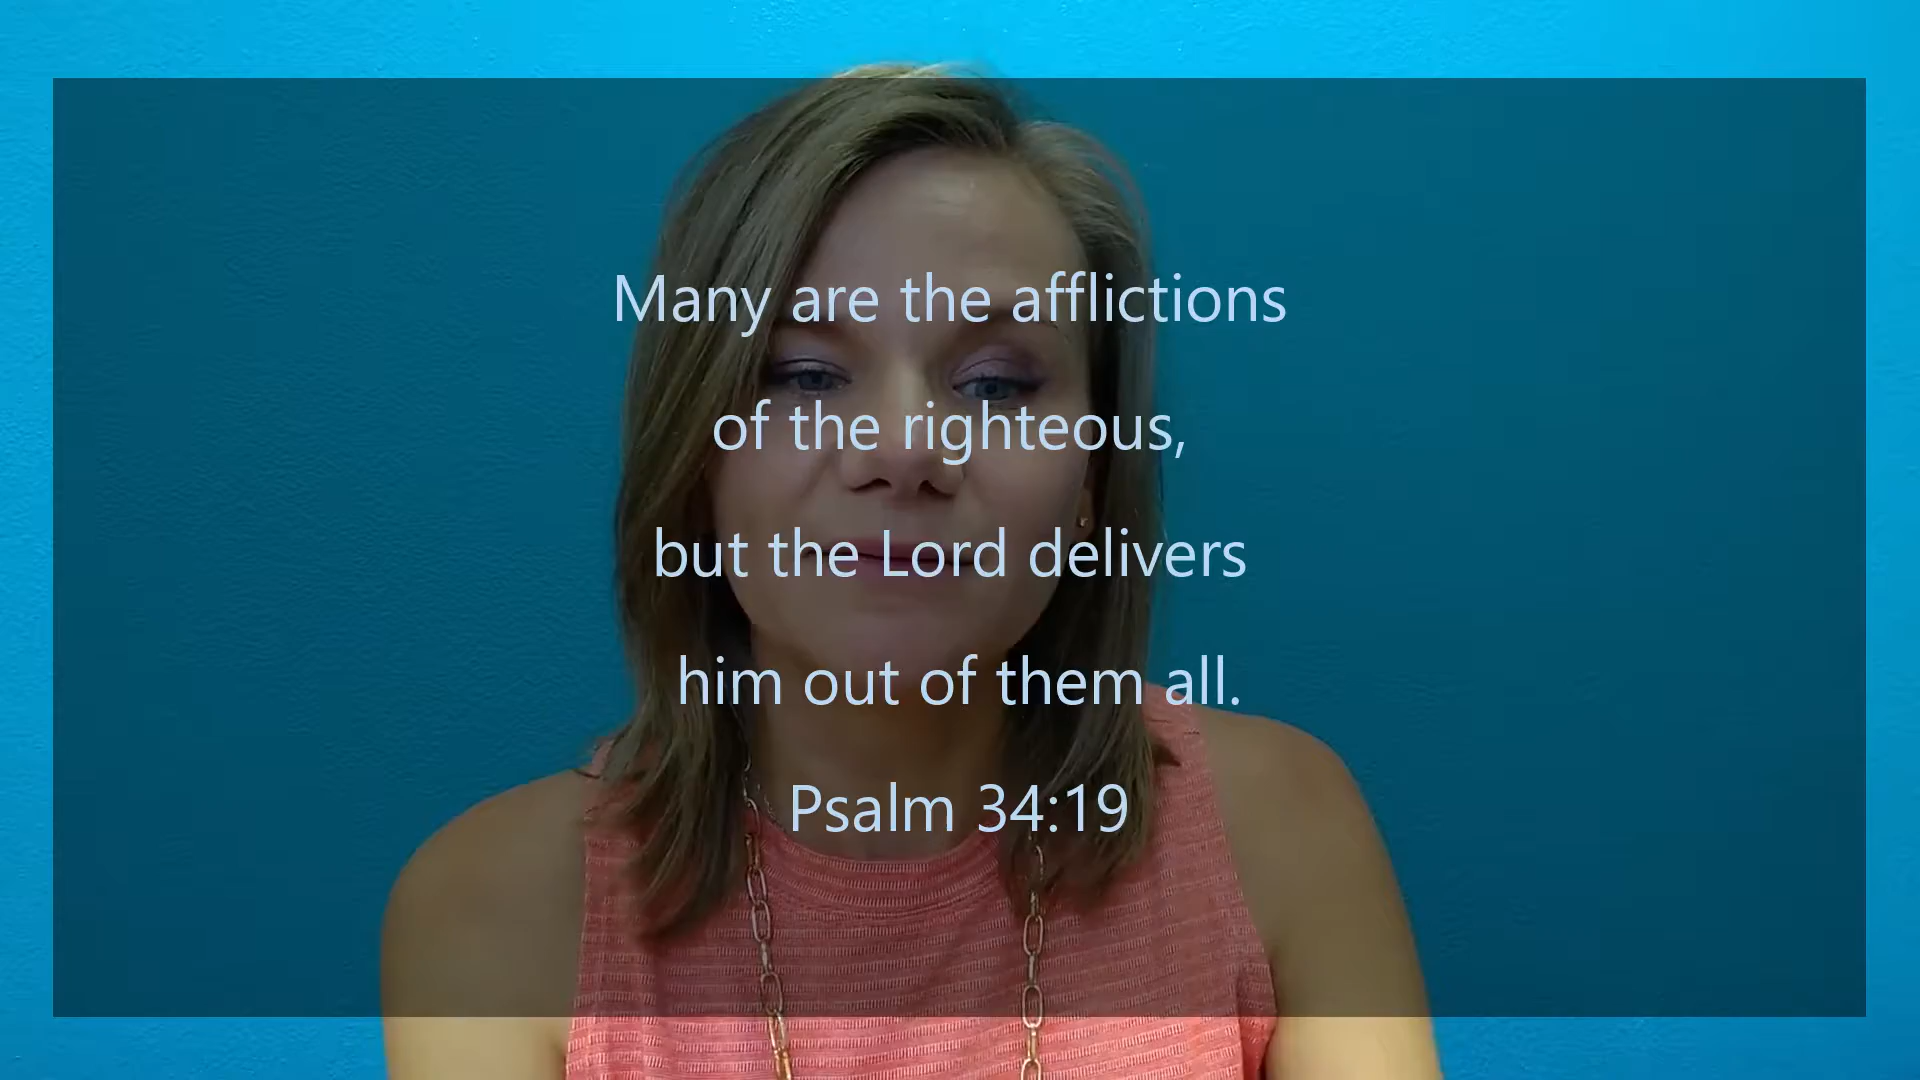 Many are the afflictions
of the righteous,
but the Lord delivers
him out of them all.
Psalm 34:19